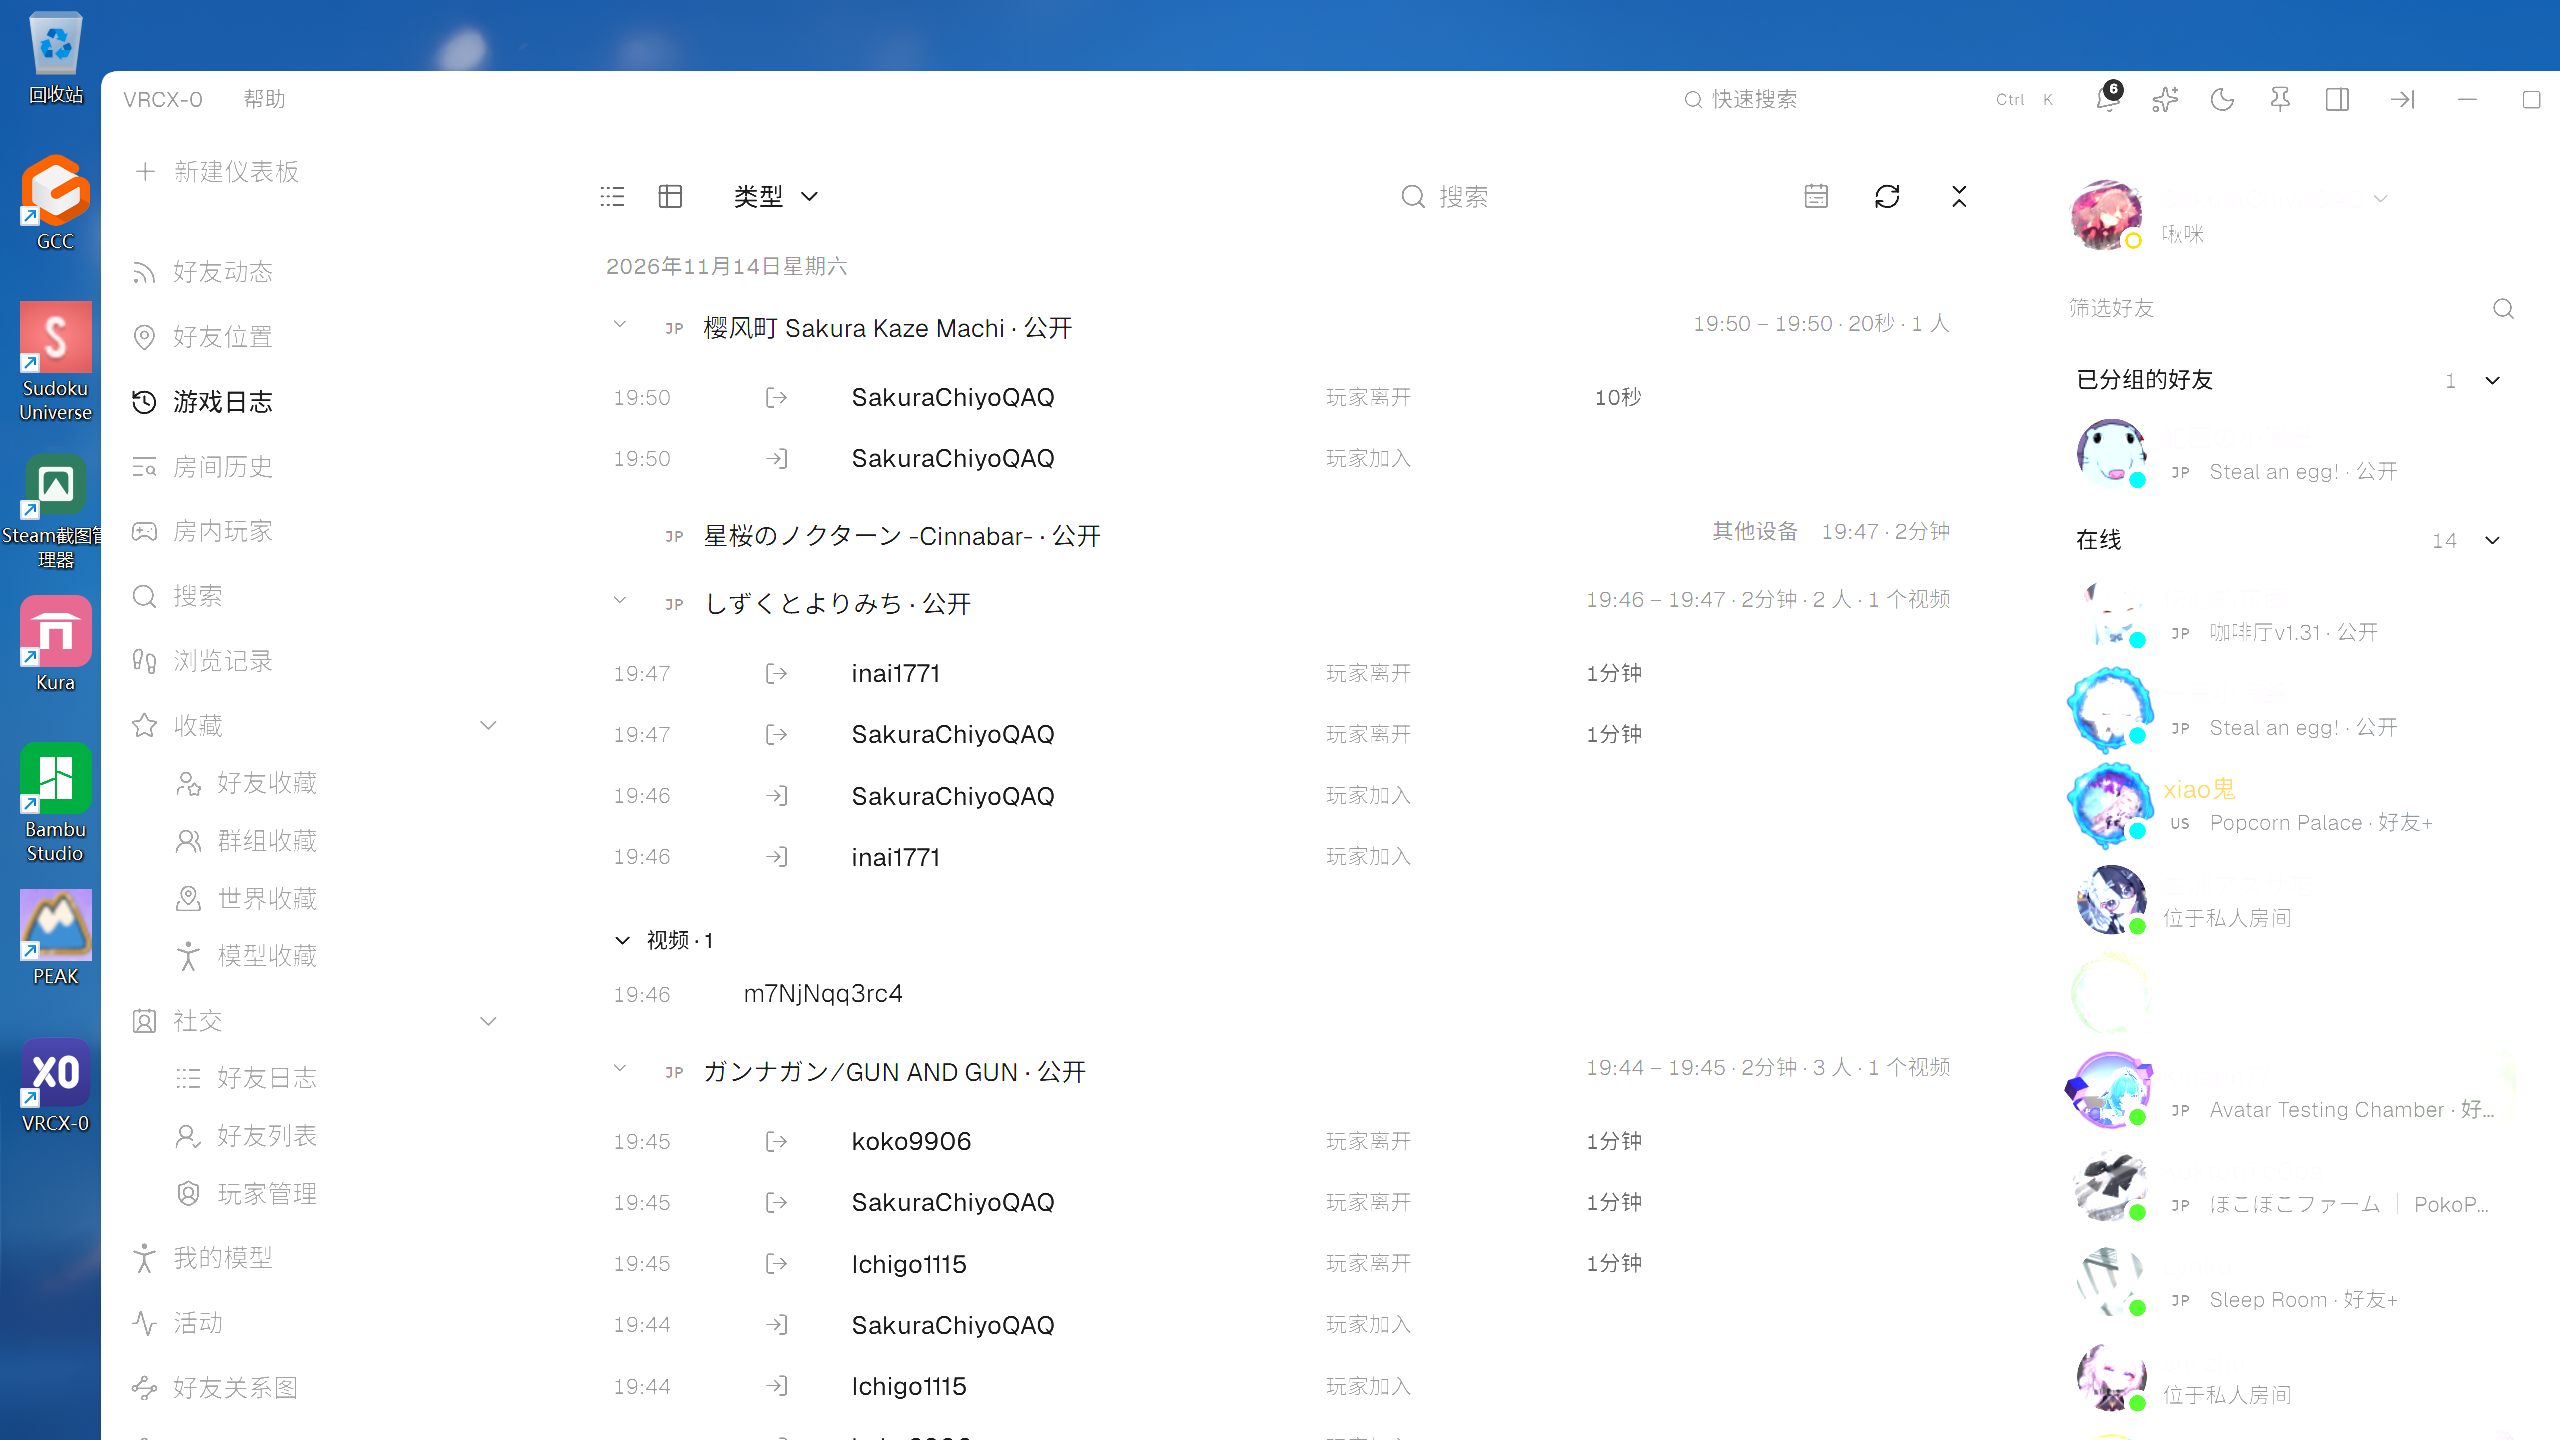 回收站
GCC
Sudoku
Universe
Steam截图管
理器
Kura
Bambu
Studio
PEAK
VRCX-0
VRCX-0 帮助
快速搜索 Ctrl K
6
新建仪表板
好友动态
好友位置
游戏日志
房间历史
房内玩家
搜索
浏览记录
收藏
好友收藏
群组收藏
世界收藏
模型收藏
社交
好友日志
好友列表
玩家管理
我的模型
活动
好友关系图
类型 搜索
2026年11月14日星期六
JP 樱风町 Sakura Kaze Machi · 公开 19:50 – 19:50 · 20秒 · 1 人
19:50 SakuraChiyoQAQ 玩家离开 10秒
19:50 SakuraChiyoQAQ 玩家加入
JP 星桜のノクターン -Cinnabar- · 公开 其他设备 19:47 · 2分钟
JP しずくとよりみち · 公开 19:46 – 19:47 · 2分钟 · 2 人 · 1 个视频
19:47 inai1771 玩家离开 1分钟
19:47 SakuraChiyoQAQ 玩家离开 1分钟
19:46 SakuraChiyoQAQ 玩家加入
19:46 inai1771 玩家加入
视频 · 1
19:46 m7NjNqq3rc4
JP ガンナガン/GUN AND GUN · 公开 19:44 – 19:45 · 2分钟 · 3 人 · 1 个视频
19:45 koko9906 玩家离开 1分钟
19:45 SakuraChiyoQAQ 玩家离开 1分钟
19:45 Ichigo1115 玩家离开 1分钟
19:44 SakuraChiyoQAQ 玩家加入
19:44 Ichigo1115 玩家加入
啾咪
筛选好友
已分组的好友 1
JP Steal an egg! · 公开
在线 14
JP 咖啡厅v1.31 · 公开
JP Steal an egg! · 公开
xiao鬼
US Popcorn Palace · 好友+
位于私人房间
JP Avatar Testing Chamber · 好...
JP ぽこぽこファーム | PokoP...
JP Sleep Room · 好友+
位于私人房间